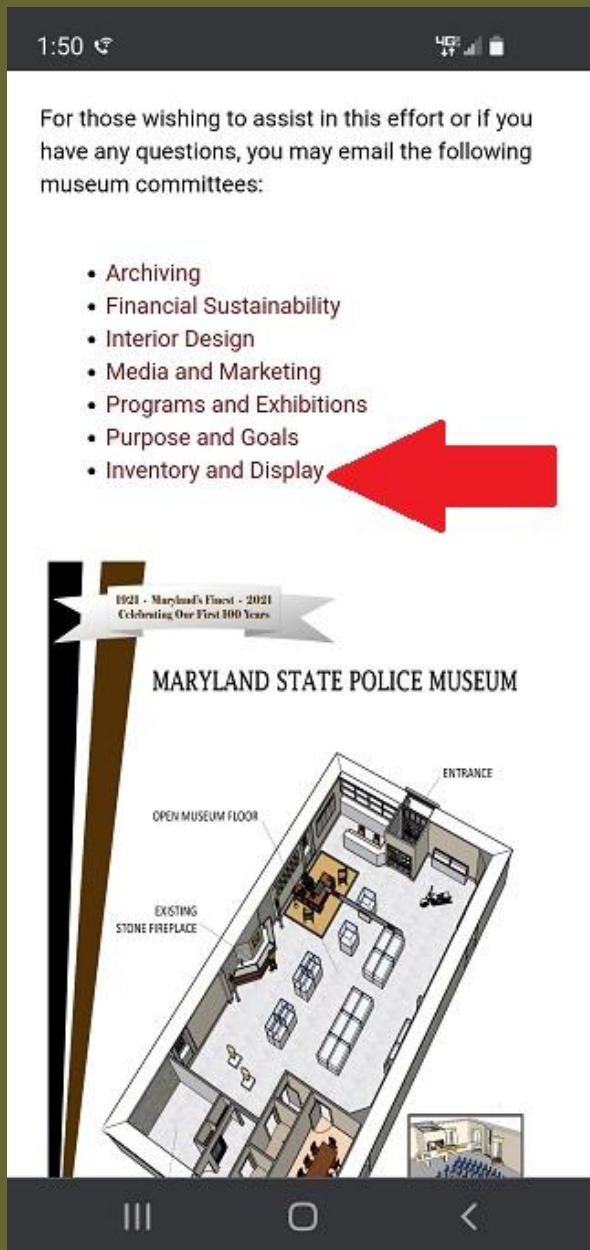 1:50
4G
For those wishing to assist in this effort or if you
have any questions, you may email the following
museum committees:
• Archiving
• Financial Sustainability
• Interior Design
• Media and Marketing
• Programs and Exhibitions
• Purpose and Goals
• Inventory and Display
1921 - Maryland's Finest - 2021
Celebrating Our First 100 Years
MARYLAND STATE POLICE MUSEUM
ENTRANCE
OPEN MUSEUM FLOOR
EXISTING
STONE FIREPLACE